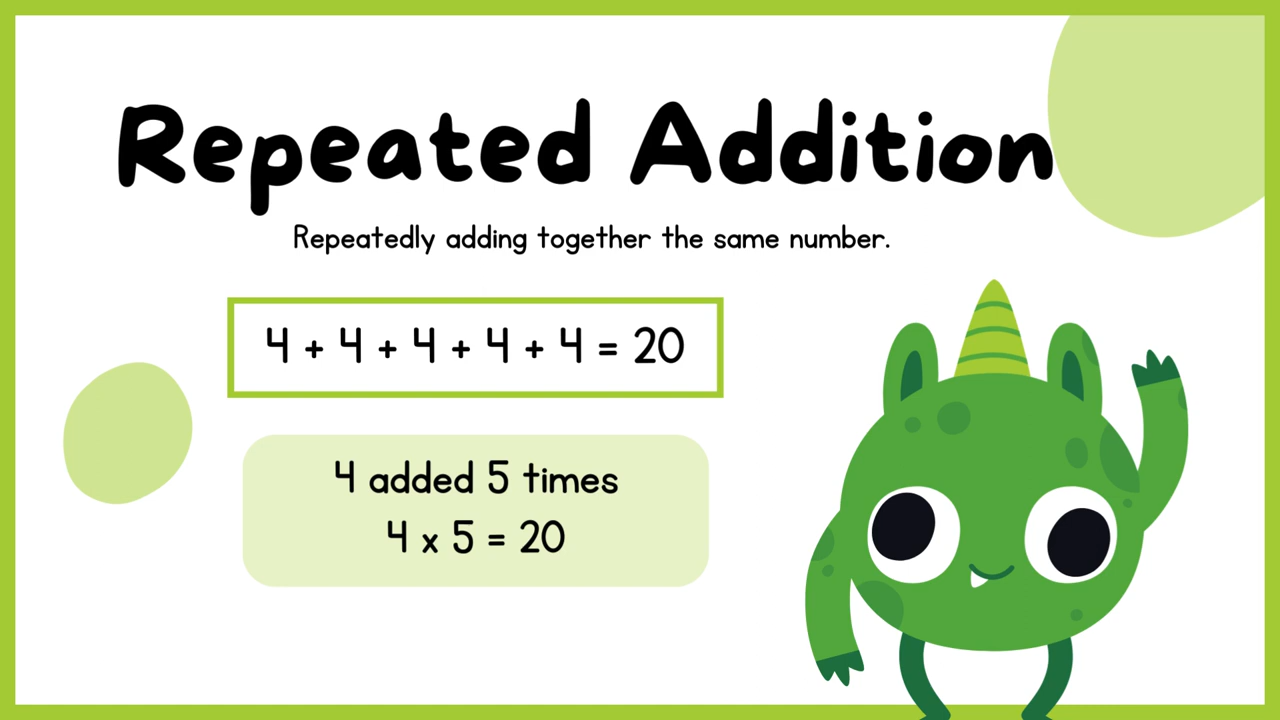 Repeated Addition
Repeatedly adding together the same number.
4 + 4 + 4 + 4 + 4 = 20
4 added 5 times
4 x 5 = 20